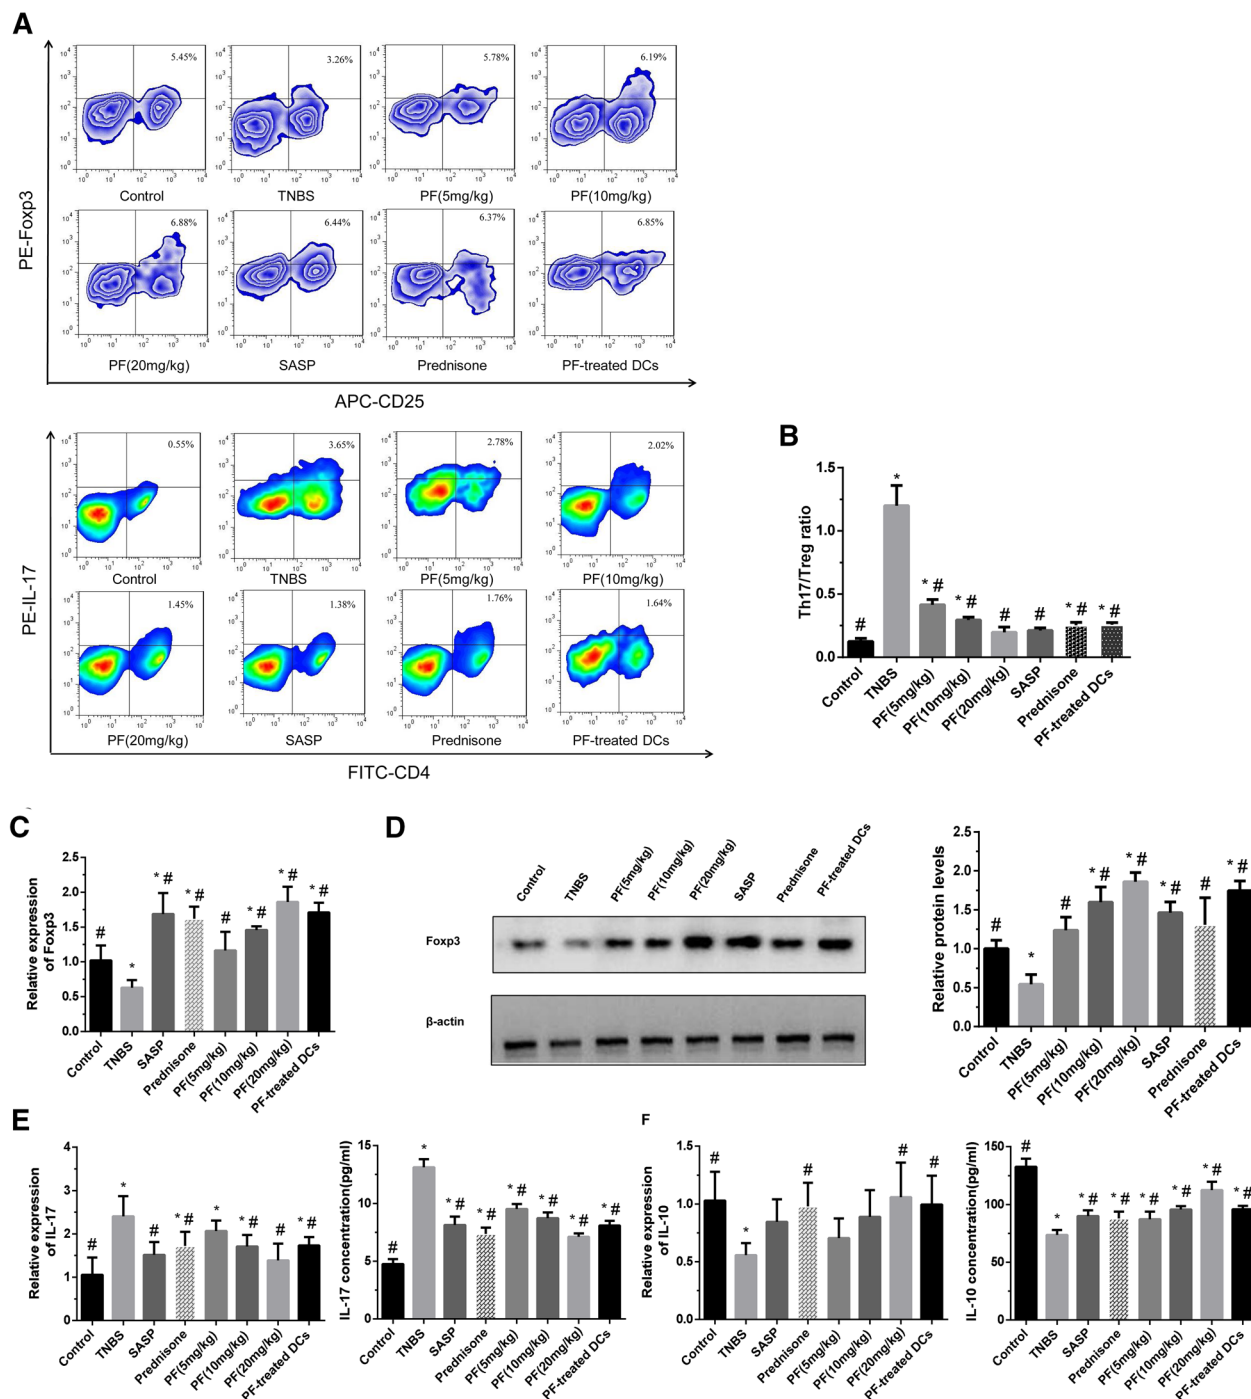 A
PE-Foxp3
5.45%
3.26%
5.78%
6.19%
Control
TNBS
PF(5mg/kg)
PF(10mg/kg)
6.88%
6.44%
6.37%
6.85%
PF(20mg/kg)
SASP
Prednisone
PF-treated DCs
APC-CD25
PE-IL-17
0.55%
3.65%
2.78%
2.02%
Control
TNBS
PF(5mg/kg)
PF(10mg/kg)
1.45%
1.38%
1.76%
1.64%
PF(20mg/kg)
SASP
Prednisone
PF-treated DCs
FITC-CD4
B
Th17/Treg ratio
1.5
1.0
0.5
0.0
# * * # * # # # * # * #
Control
TNBS
PF(5mg/kg)
PF(10mg/kg)
PF(20mg/kg)
SASP
Prednisone
PF-treated DCs
C
Relative expression
of Foxp3
2.5
2.0
1.5
1.0
0.5
0.0
# * * # * # # * # * # * #
Control
TNBS
SASP
Prednisone
PF(5mg/kg)
PF(10mg/kg)
PF(20mg/kg)
PF-treated DCs
D
Control
TNBS
PF(5mg/kg)
PF(10mg/kg)
PF(20mg/kg)
SASP
Prednisone
PF-treated DCs
Foxp3
β-actin
Relative protein levels
2.5
2.0
1.5
1.0
0.5
0.0
# * # * # * # * # # * #
Control
TNBS
PF(5mg/kg)
PF(10mg/kg)
PF(20mg/kg)
SASP
Prednisone
PF-treated DCs
E
Relative expression
of IL-17
4
3
2
1
0
# * # * # * * # # * #
Control
TNBS
SASP
Prednisone
PF(5mg/kg)
PF(10mg/kg)
PF(20mg/kg)
PF-treated DCs
IL-17 concentration(pg/ml)
15
10
5
0
# * * # * # * # * # * # * #
Control
TNBS
SASP
Prednisone
PF(5mg/kg)
PF(10mg/kg)
PF(20mg/kg)
PF-treated DCs
F
Relative expression
of IL-10
1.5
1.0
0.5
0.0
# * # # #
Control
TNBS
SASP
Prednisone
PF(5mg/kg)
PF(10mg/kg)
PF(20mg/kg)
PF-treated DCs
IL-10 concentration(pg/ml)
150
100
50
0
# * * # * # * # * # * # * #
Control
TNBS
SASP
Prednisone
PF(5mg/kg)
PF(10mg/kg)
PF(20mg/kg)
PF-treated DCs